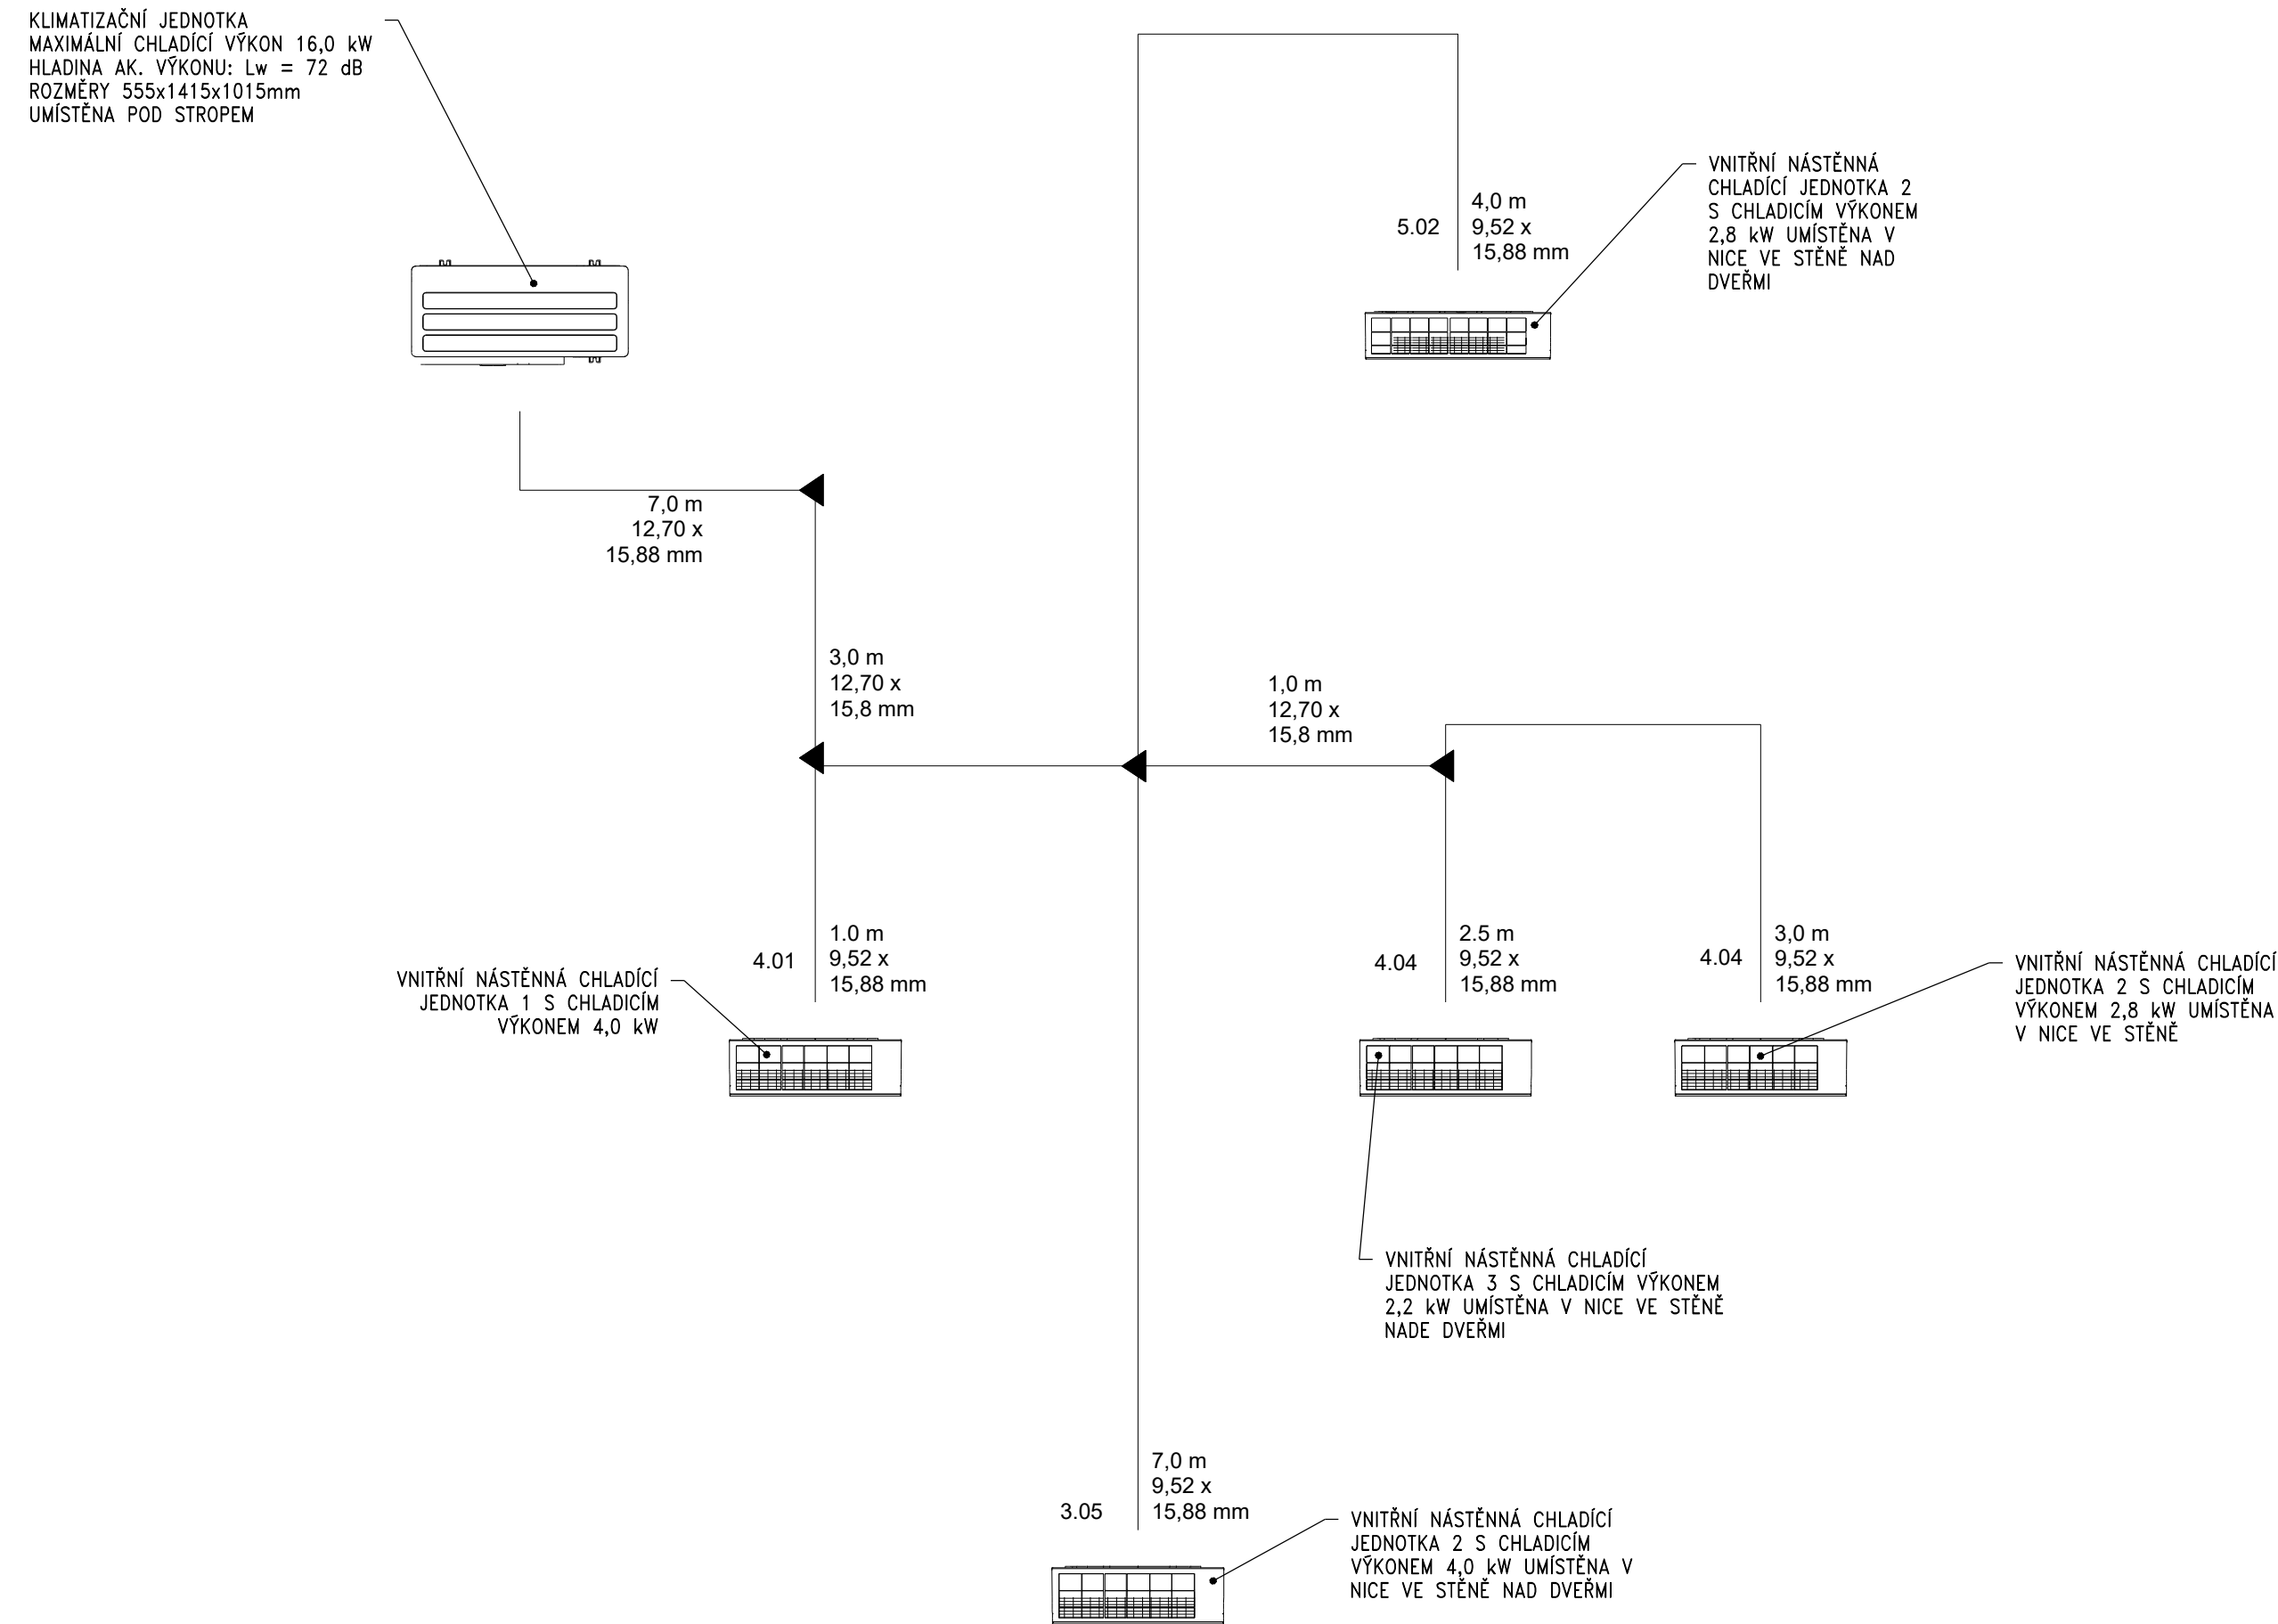 KLIMATIZAČNÍ JEDNOTKA
MAXIMÁLNÍ CHLADÍCÍ VÝKON 16,0 kW
HLADINA AK. VÝKONU: Lw = 72 dB
ROZMĚRY 555x1415x1015mm
UMÍSTĚNA POD STROPEM
VNITŘNÍ NÁSTĚNNÁ
CHLADÍCÍ JEDNOTKA 2
S CHLADICÍM VÝKONEM
2,8 kW UMÍSTĚNA V
NICE VE STĚNĚ NAD
DVEŘMI
5.02
4,0 m
9,52 x
15,88 mm
7,0 m
12,70 x
15,88 mm
3,0 m
12,70 x
15,8 mm
1,0 m
12,70 x
15,8 mm
4.01
1.0 m
9,52 x
15,88 mm
VNITŘNÍ NÁSTĚNNÁ CHLADÍCÍ
JEDNOTKA 1 S CHLADICÍM
VÝKONEM 4,0 kW
4.04
2.5 m
9,52 x
15,88 mm
4.04
3,0 m
9,52 x
15,88 mm
VNITŘNÍ NÁSTĚNNÁ CHLADÍCÍ
JEDNOTKA 2 S CHLADICÍM
VÝKONEM 2,8 kW UMÍSTĚNA
V NICE VE STĚNĚ
VNITŘNÍ NÁSTĚNNÁ CHLADÍCÍ
JEDNOTKA 3 S CHLADICÍM VÝKONEM
2,2 kW UMÍSTĚNA V NICE VE STĚNĚ
NADE DVEŘMI
3.05
7,0 m
9,52 x
15,88 mm
VNITŘNÍ NÁSTĚNNÁ CHLADÍCÍ
JEDNOTKA 2 S CHLADICÍM
VÝKONEM 4,0 kW UMÍSTĚNA V
NICE VE STĚNĚ NAD DVEŘMI